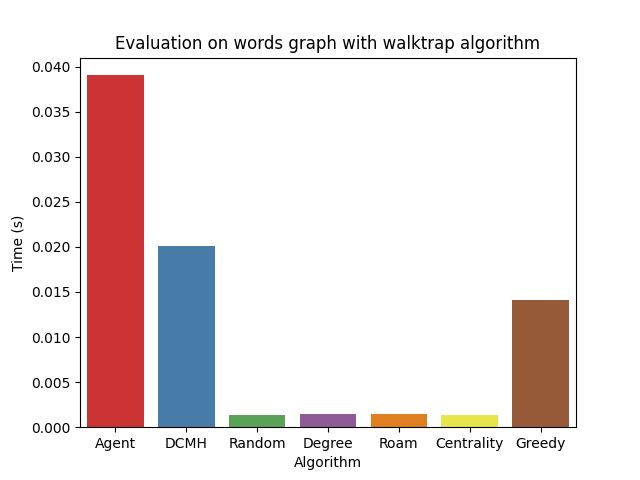 Evaluation on words graph with walktrap algorithm
0.040
0.035
0.030
0.025
0.020
0.015
0.010
0.005
0.000
Time (s)
Agent DCMH Random Degree Roam Centrality Greedy
Algorithm